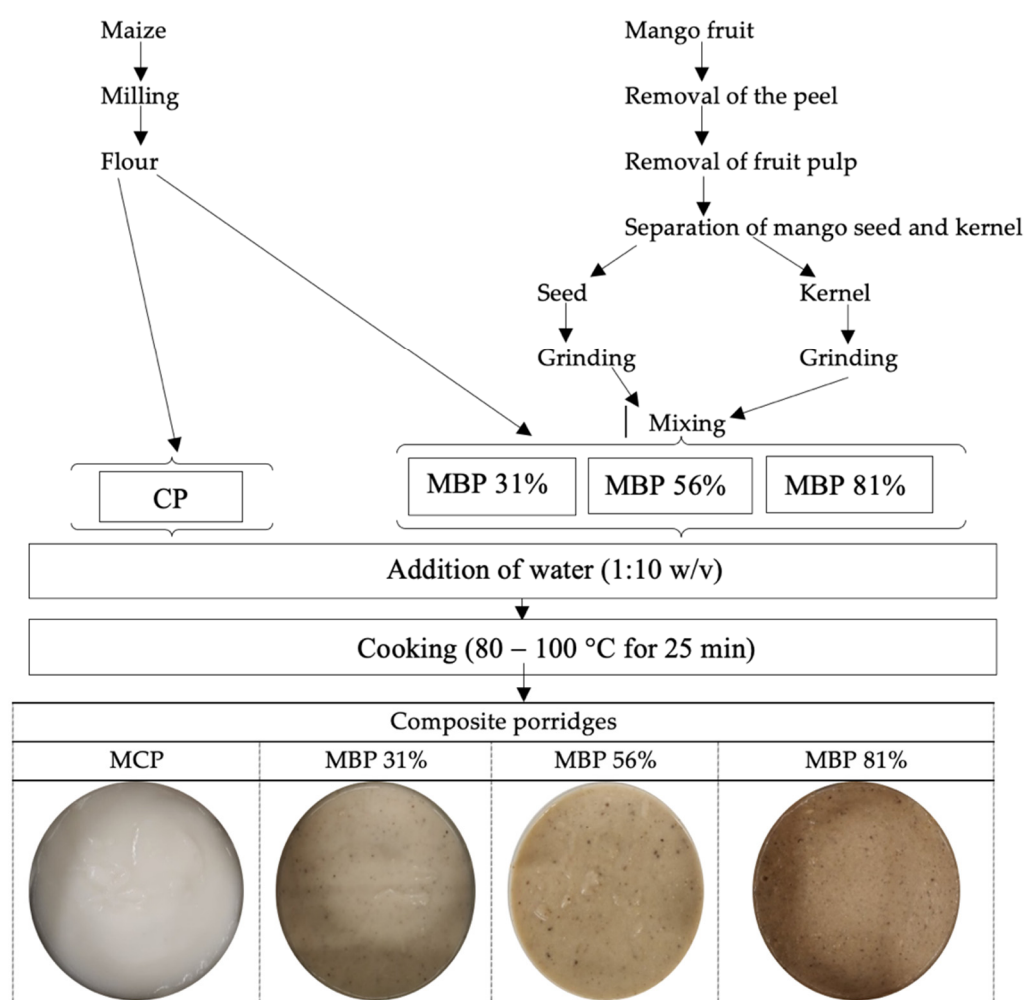 Maize
Milling
Flour
Mango fruit
Removal of the peel
Removal of fruit pulp
Separation of mango seed and kernel
Seed
Kernel
Grinding
Grinding
Mixing
CP
MBP 31%
MBP 56%
MBP 81%
Addition of water (1:10 w/v)
Cooking (80 – 100 °C for 25 min)
Composite porridges
MCP
MBP 31%
MBP 56%
MBP 81%